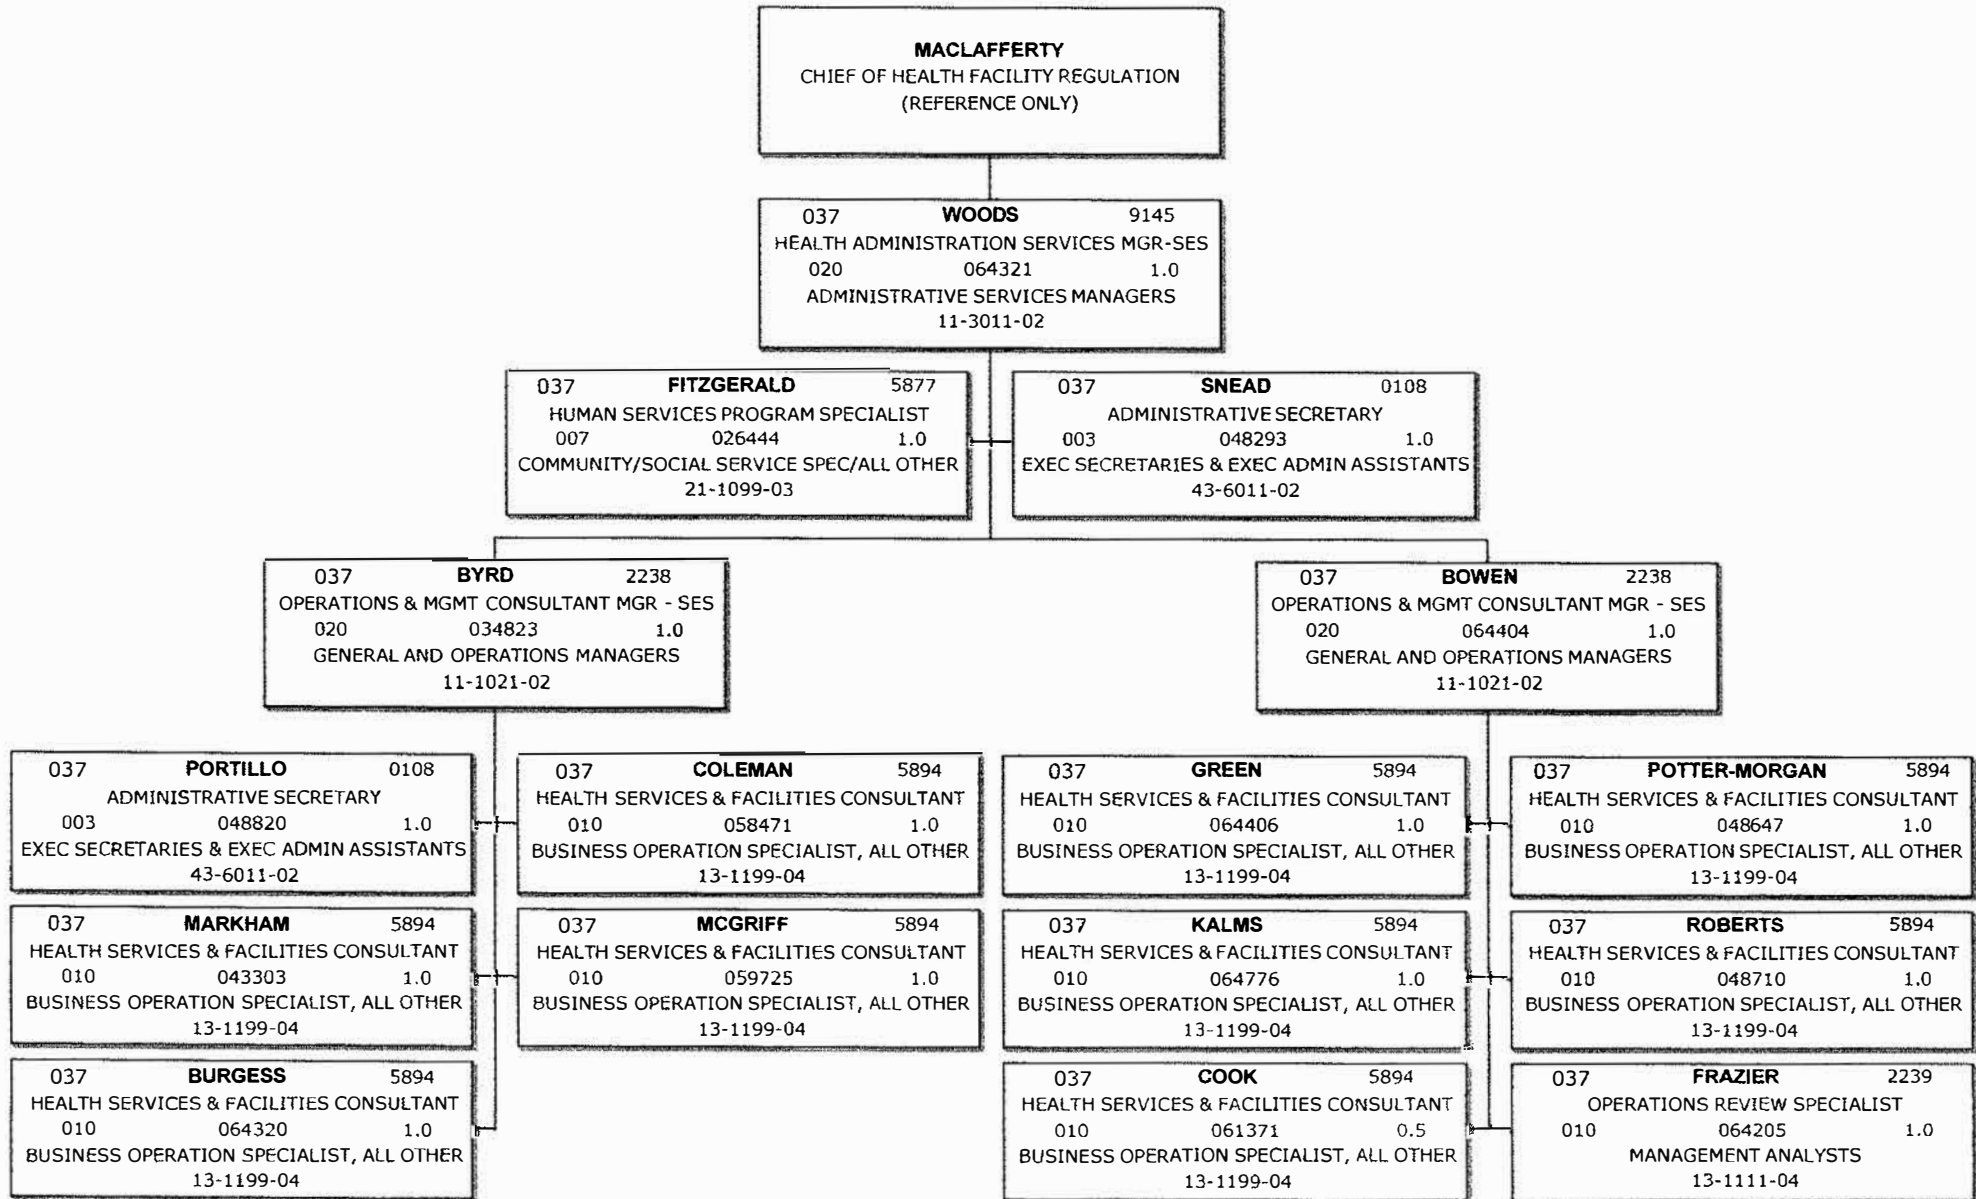 MACLAFFERTY
CHIEF OF HEALTH FACILITY REGULATION
(REFERENCE ONLY)
037 WOODS 9145
HEALTH ADMINISTRATION SERVICES MGR-SES
020 064321 1.0
ADMINISTRATIVE SERVICES MANAGERS
11-3011-02
037 FITZGERALD 5877
HUMAN SERVICES PROGRAM SPECIALIST
007 026444 1.0
COMMUNITY/SOCIAL SERVICE SPEC/ALL OTHER
21-1099-03
037 SNEAD 0108
ADMINISTRATIVE SECRETARY
003 048293 1.0
EXEC SECRETARIES & EXEC ADMIN ASSISTANTS
43-6011-02
037 BYRD 2238
OPERATIONS & MGMT CONSULTANT MGR - SES
020 034823 1.0
GENERAL AND OPERATIONS MANAGERS
11-1021-02
037 BOWEN 2238
OPERATIONS & MGMT CONSULTANT MGR - SES
020 064404 1.0
GENERAL AND OPERATIONS MANAGERS
11-1021-02
037 PORTILLO 0108
ADMINISTRATIVE SECRETARY
003 048820 1.0
EXEC SECRETARIES & EXEC ADMIN ASSISTANTS
43-6011-02
037 COLEMAN 5894
HEALTH SERVICES & FACILITIES CONSULTANT
010 058471 1.0
BUSINESS OPERATION SPECIALIST, ALL OTHER
13-1199-04
037 GREEN 5894
HEALTH SERVICES & FACILITIES CONSULTANT
010 064406 1.0
BUSINESS OPERATION SPECIALIST, ALL OTHER
13-1199-04
037 POTTER-MORGAN 5894
HEALTH SERVICES & FACILITIES CONSULTANT
010 048647 1.0
BUSINESS OPERATION SPECIALIST, ALL OTHER
13-1199-04
037 MARKHAM 5894
HEALTH SERVICES & FACILITIES CONSULTANT
010 043303 1.0
BUSINESS OPERATION SPECIALIST, ALL OTHER
13-1199-04
037 MCGRIFF 5894
HEALTH SERVICES & FACILITIES CONSULTANT
010 059725 1.0
BUSINESS OPERATION SPECIALIST, ALL OTHER
13-1199-04
037 KALMS 5894
HEALTH SERVICES & FACILITIES CONSULTANT
010 064776 1.0
BUSINESS OPERATION SPECIALIST, ALL OTHER
13-1199-04
037 ROBERTS 5894
HEALTH SERVICES & FACILITIES CONSULTANT
010 048710 1.0
BUSINESS OPERATION SPECIALIST, ALL OTHER
13-1199-04
037 BURGESS 5894
HEALTH SERVICES & FACILITIES CONSULTANT
010 064320 1.0
BUSINESS OPERATION SPECIALIST, ALL OTHER
13-1199-04
037 COOK 5894
HEALTH SERVICES & FACILITIES CONSULTANT
010 061371 0.5
BUSINESS OPERATION SPECIALIST, ALL OTHER
13-1199-04
037 FRAZIER 2239
OPERATIONS REVIEW SPECIALIST
010 064205 1.0
MANAGEMENT ANALYSTS
13-1111-04